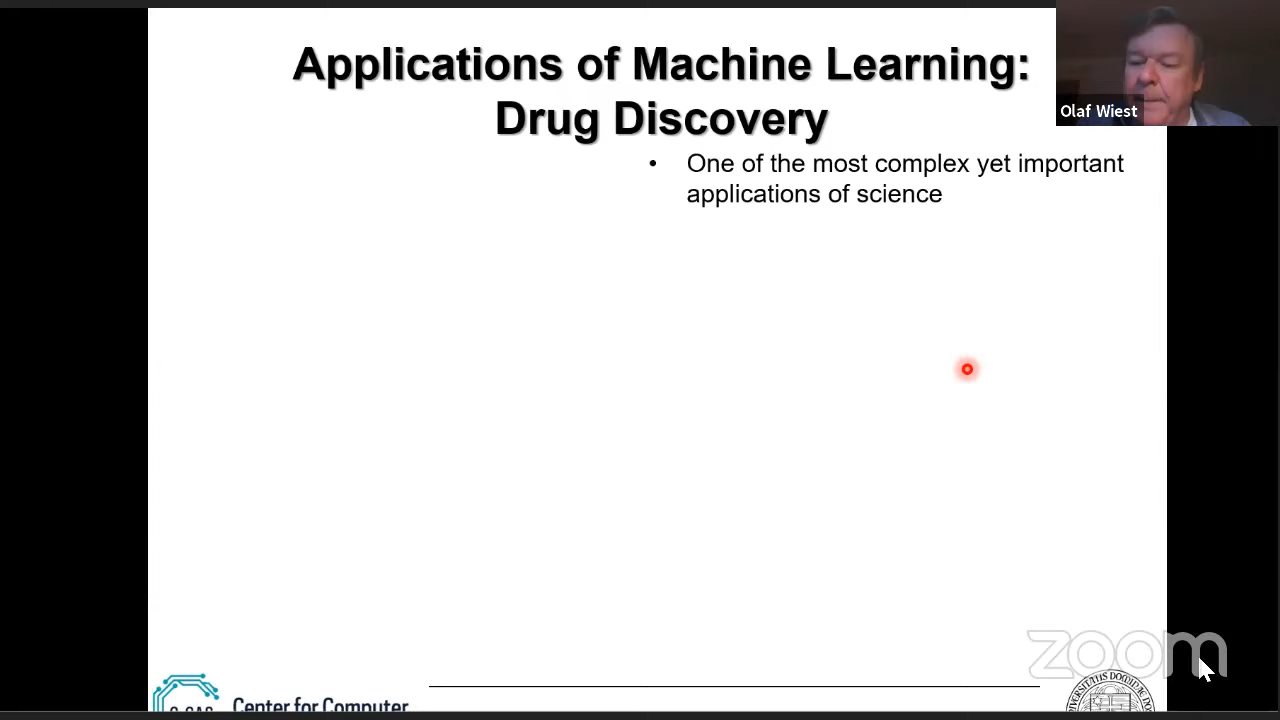 Applications of Machine Learning:
Drug Discovery
Olaf Wiest
• One of the most complex yet important
applications of science
zoom
C-CAS
Center for Computer